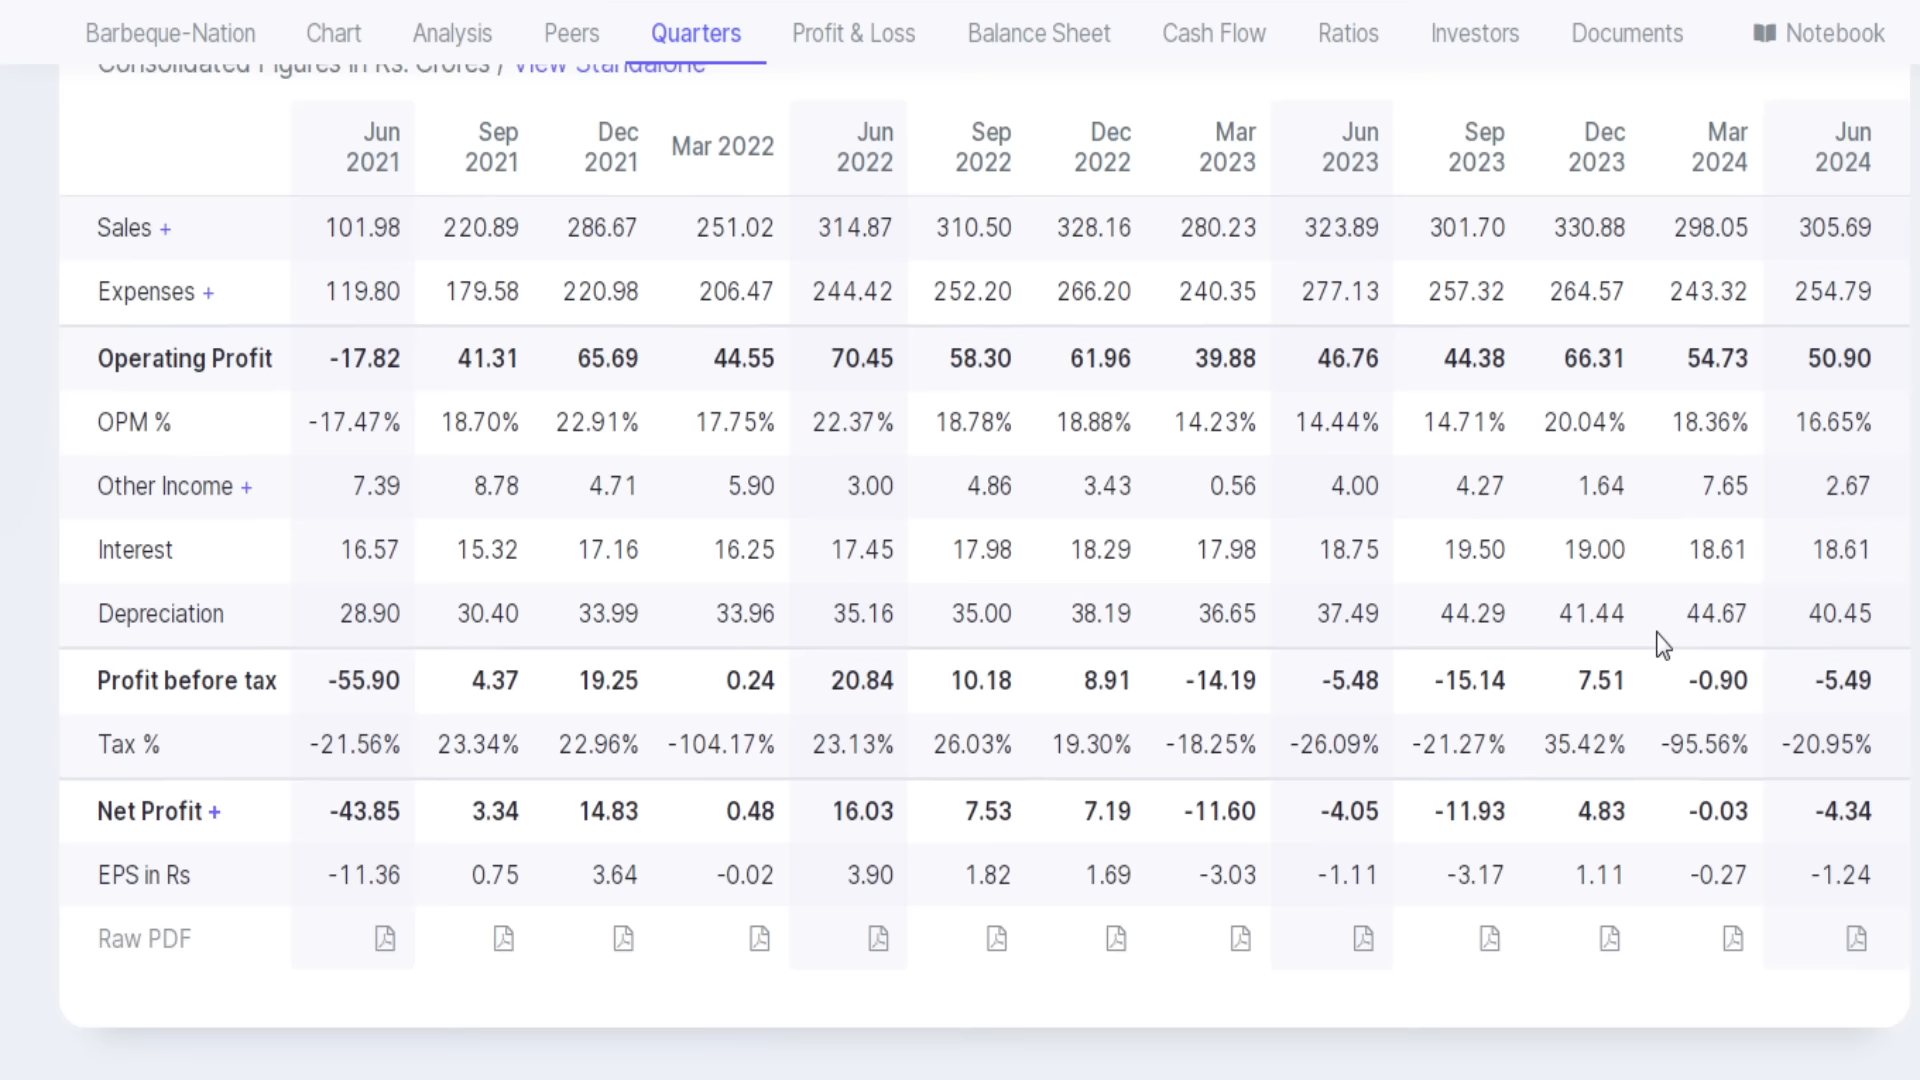 Barbeque-Nation Chart Analysis Peers Quarters Profit & Loss Balance Sheet Cash Flow Ratios Investors Documents Notebook
Consolidated Figures in Rs. Crores / View Standalone
Jun 2021 Sep 2021 Dec 2021 Mar 2022 Jun 2022 Sep 2022 Dec 2022 Mar 2023 Jun 2023 Sep 2023 Dec 2023 Mar 2024 Jun 2024
Sales + 101.98 220.89 286.67 251.02 314.87 310.50 328.16 280.23 323.89 301.70 330.88 298.05 305.69
Expenses + 119.80 179.58 220.98 206.47 244.42 252.20 266.20 240.35 277.13 257.32 264.57 243.32 254.79
Operating Profit -17.82 41.31 65.69 44.55 70.45 58.30 61.96 39.88 46.76 44.38 66.31 54.73 50.90
OPM % -17.47% 18.70% 22.91% 17.75% 22.37% 18.78% 18.88% 14.23% 14.44% 14.71% 20.04% 18.36% 16.65%
Other Income + 7.39 8.78 4.71 5.90 3.00 4.86 3.43 0.56 4.00 4.27 1.64 7.65 2.67
Interest 16.57 15.32 17.16 16.25 17.45 17.98 18.29 17.98 18.75 19.50 19.00 18.61 18.61
Depreciation 28.90 30.40 33.99 33.96 35.16 35.00 38.19 36.65 37.49 44.29 41.44 44.67 40.45
Profit before tax -55.90 4.37 19.25 0.24 20.84 10.18 8.91 -14.19 -5.48 -15.14 7.51 -0.90 -5.49
Tax % -21.56% 23.34% 22.96% -104.17% 23.13% 26.03% 19.30% -18.25% -26.09% -21.27% 35.42% -95.56% -20.95%
Net Profit + -43.85 3.34 14.83 0.48 16.03 7.53 7.19 -11.60 -4.05 -11.93 4.83 -0.03 -4.34
EPS in Rs -11.36 0.75 3.64 -0.02 3.90 1.82 1.69 -3.03 -1.11 -3.17 1.11 -0.27 -1.24
Raw PDF